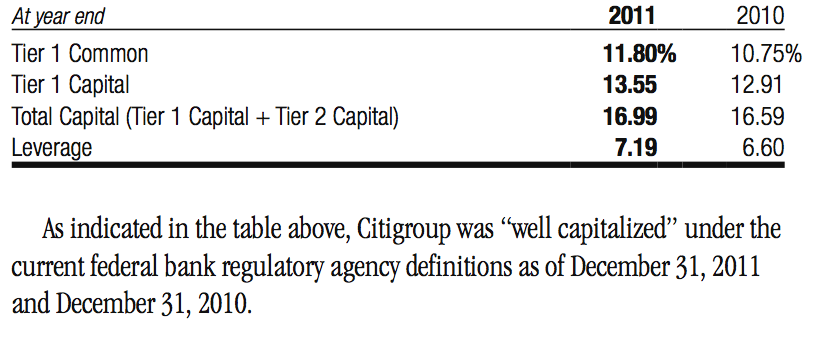 At year end 2011 2010
Tier 1 Common 11.80% 10.75%
Tier 1 Capital 13.55 12.91
Total Capital (Tier 1 Capital + Tier 2 Capital) 16.99 16.59
Leverage 7.19 6.60
As indicated in the table above, Citigroup was “well capitalized” under the
current federal bank regulatory agency definitions as of December 31, 2011
and December 31, 2010.